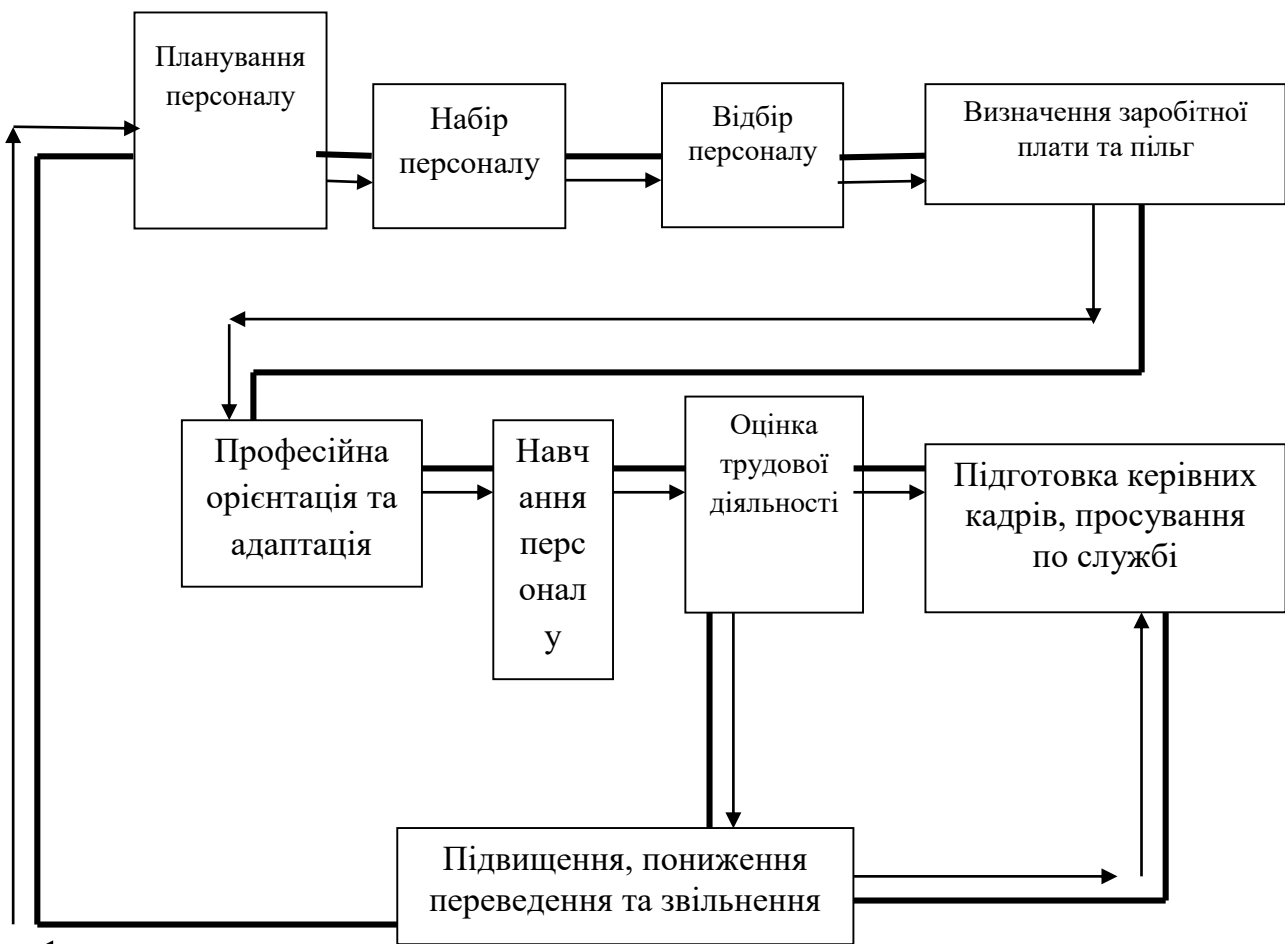 Планування
персоналу
Набір
персоналу
Відбір
персоналу
Визначення заробітної
плати та пільг
Професійна
орієнтація та
адаптація
Навч
ання
перс
онал
у
Оцінка
трудової
діяльності
Підготовка керівних
кадрів, просування
по службі
Підвищення, пониження
переведення та звільнення